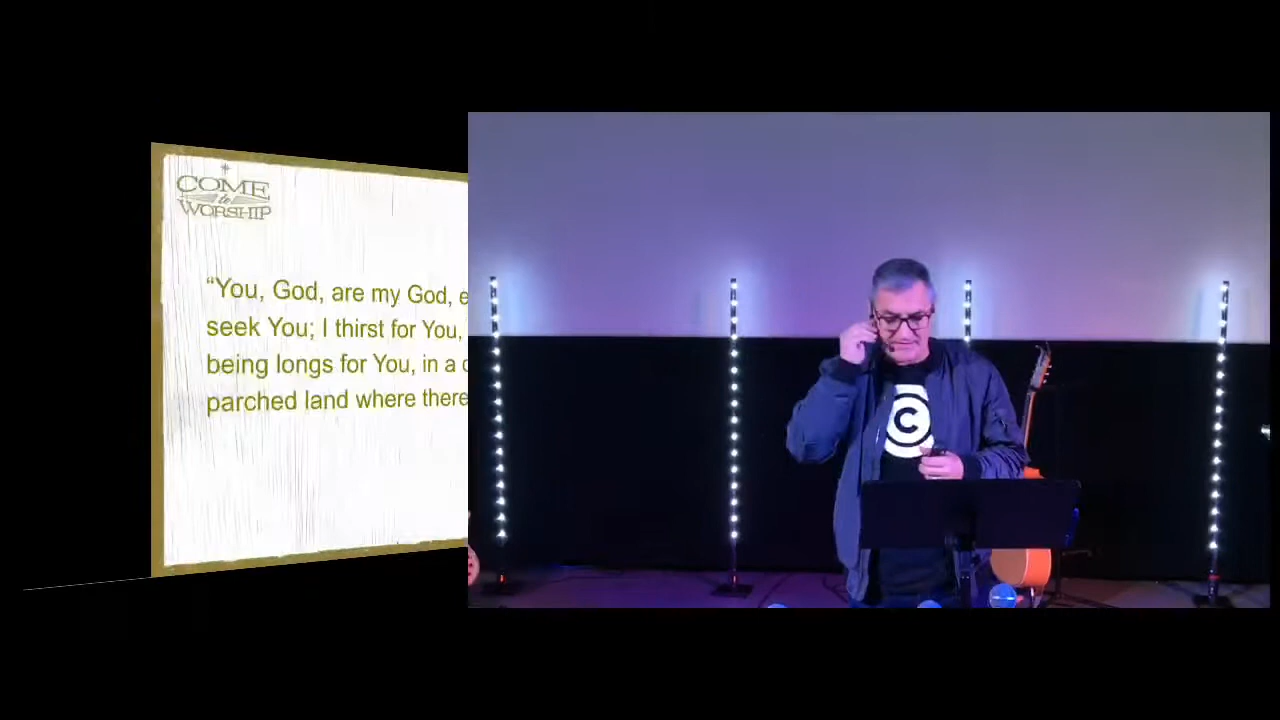 COME
to
WORSHIP
“You, God, are my God, e
seek You; I thirst for You,
being longs for You, in a
parched land where there
C